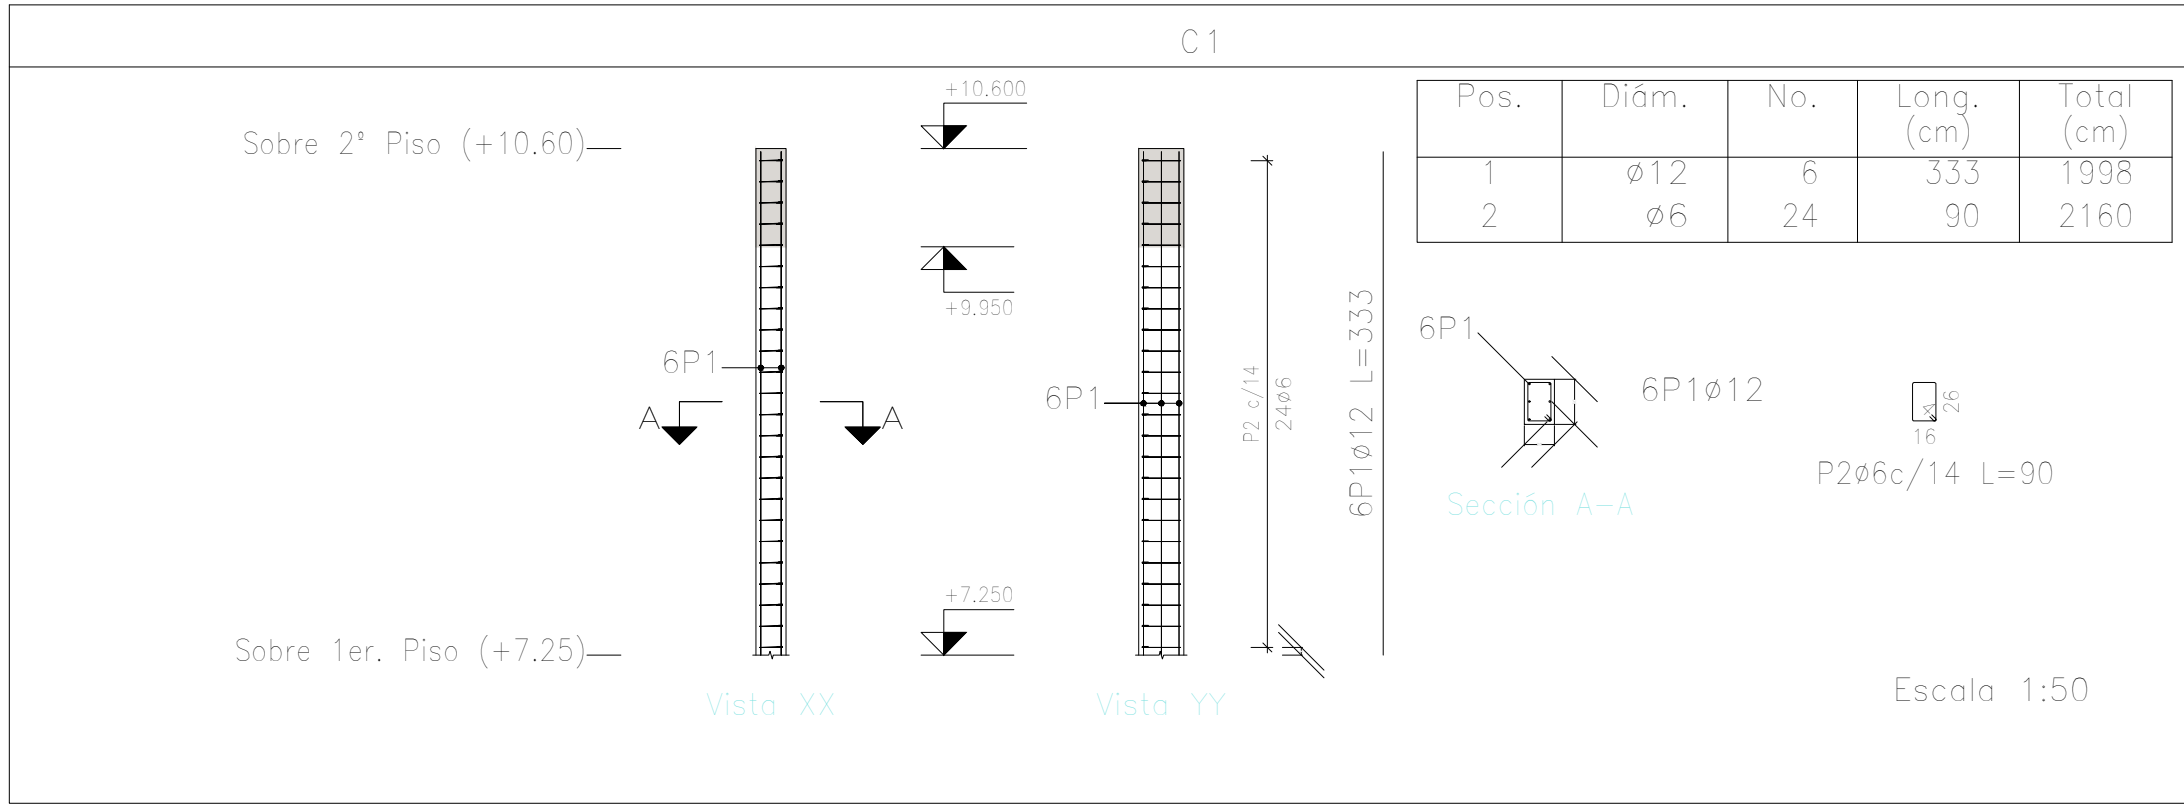 C1
Pos. Diám. No. Long. (cm) Total (cm)
1 ø12 6 333 1998
2 ø6 24 90 2160
+10.600
Sobre 2º Piso (+10.60)
+9.950
6P1
A A
6P1
P2 c/14
24ø6
6P1ø12 L=333
6P1
6P1ø12
Sección A-A
26
16
P2ø6c/14 L=90
+7.250
Sobre 1er. Piso (+7.25)
Vista XX
Vista YY
Escala 1:50